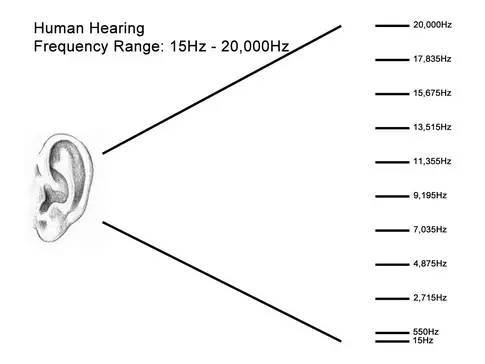 Human Hearing
Frequency Range: 15Hz - 20,000Hz
20,000Hz
17,835Hz
15,675Hz
13,515Hz
11,355Hz
9,195Hz
7,035Hz
4,875Hz
2,715Hz
550Hz
15Hz